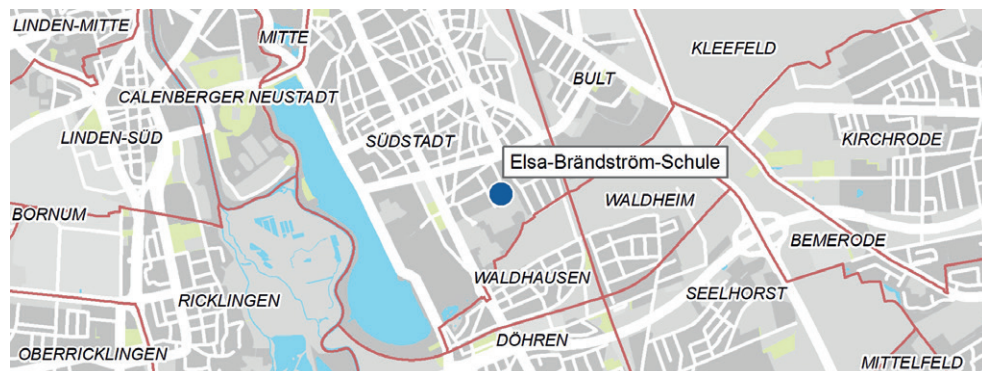 LINDEN-MITTE
MITTE
KLEEFELD
BULT
CALENBERGER NEUSTADT
LINDEN-SÜD
SÜDSTADT
KIRCHRODE
Elsa-Brändström-Schule
WALDHEIM
BORNUM
BEMERODE
WALDHAUSEN
RICKLINGEN
SEELHORST
DÖHREN
OBERRICKLINGEN
MITTELFELD